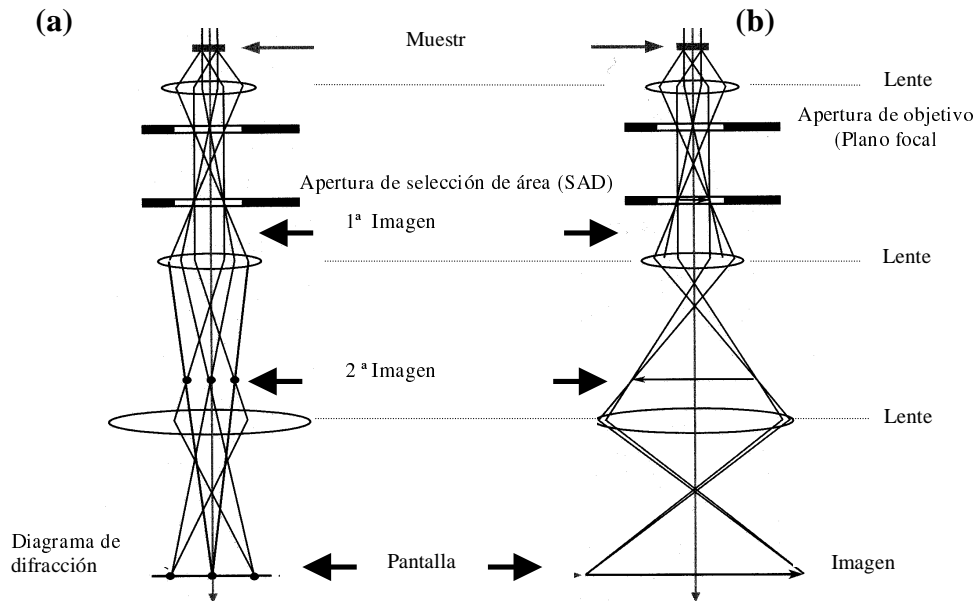 (a)
Muestr
(b)
Lente
Apertura de objetivo
(Plano focal
Apertura de selección de área (SAD)
1ª Imagen
Lente
2 ª Imagen
Lente
Diagrama de
difracción
Pantalla
Imagen